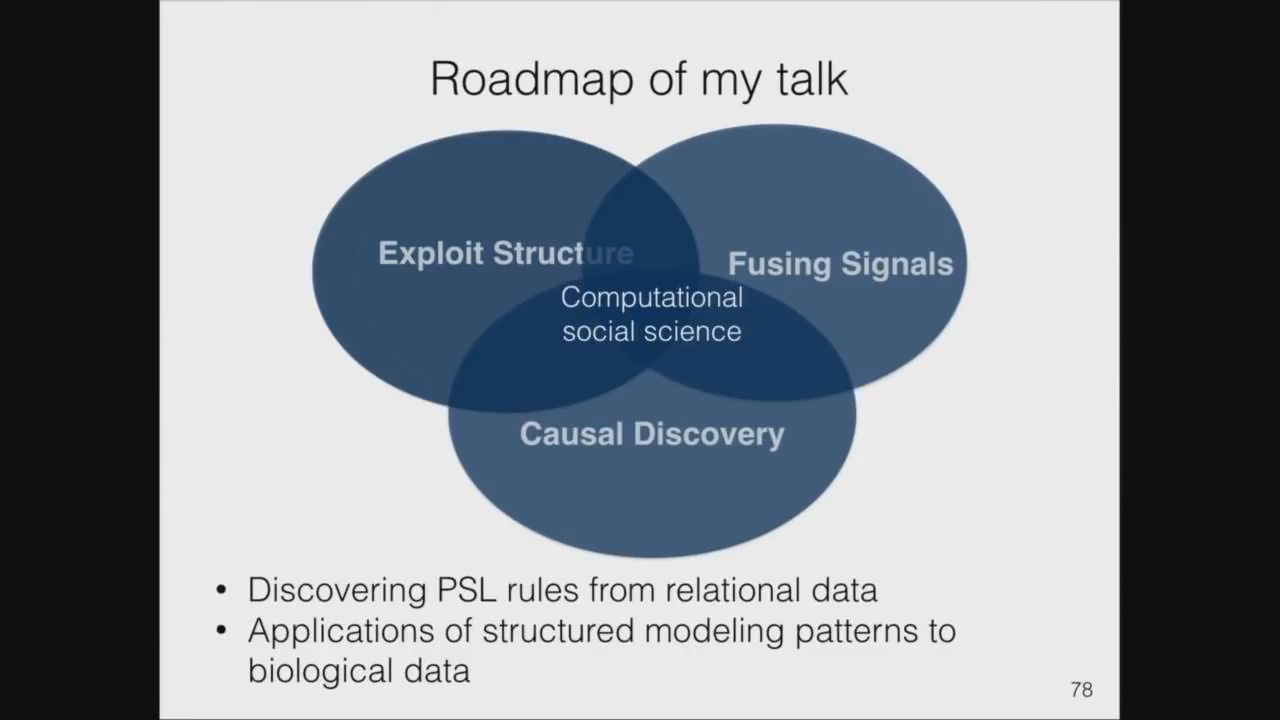 Roadmap of my talk
Exploit Structure
Fusing Signals
Computational
social science
Causal Discovery
• Discovering PSL rules from relational data
• Applications of structured modeling patterns to
biological data
78